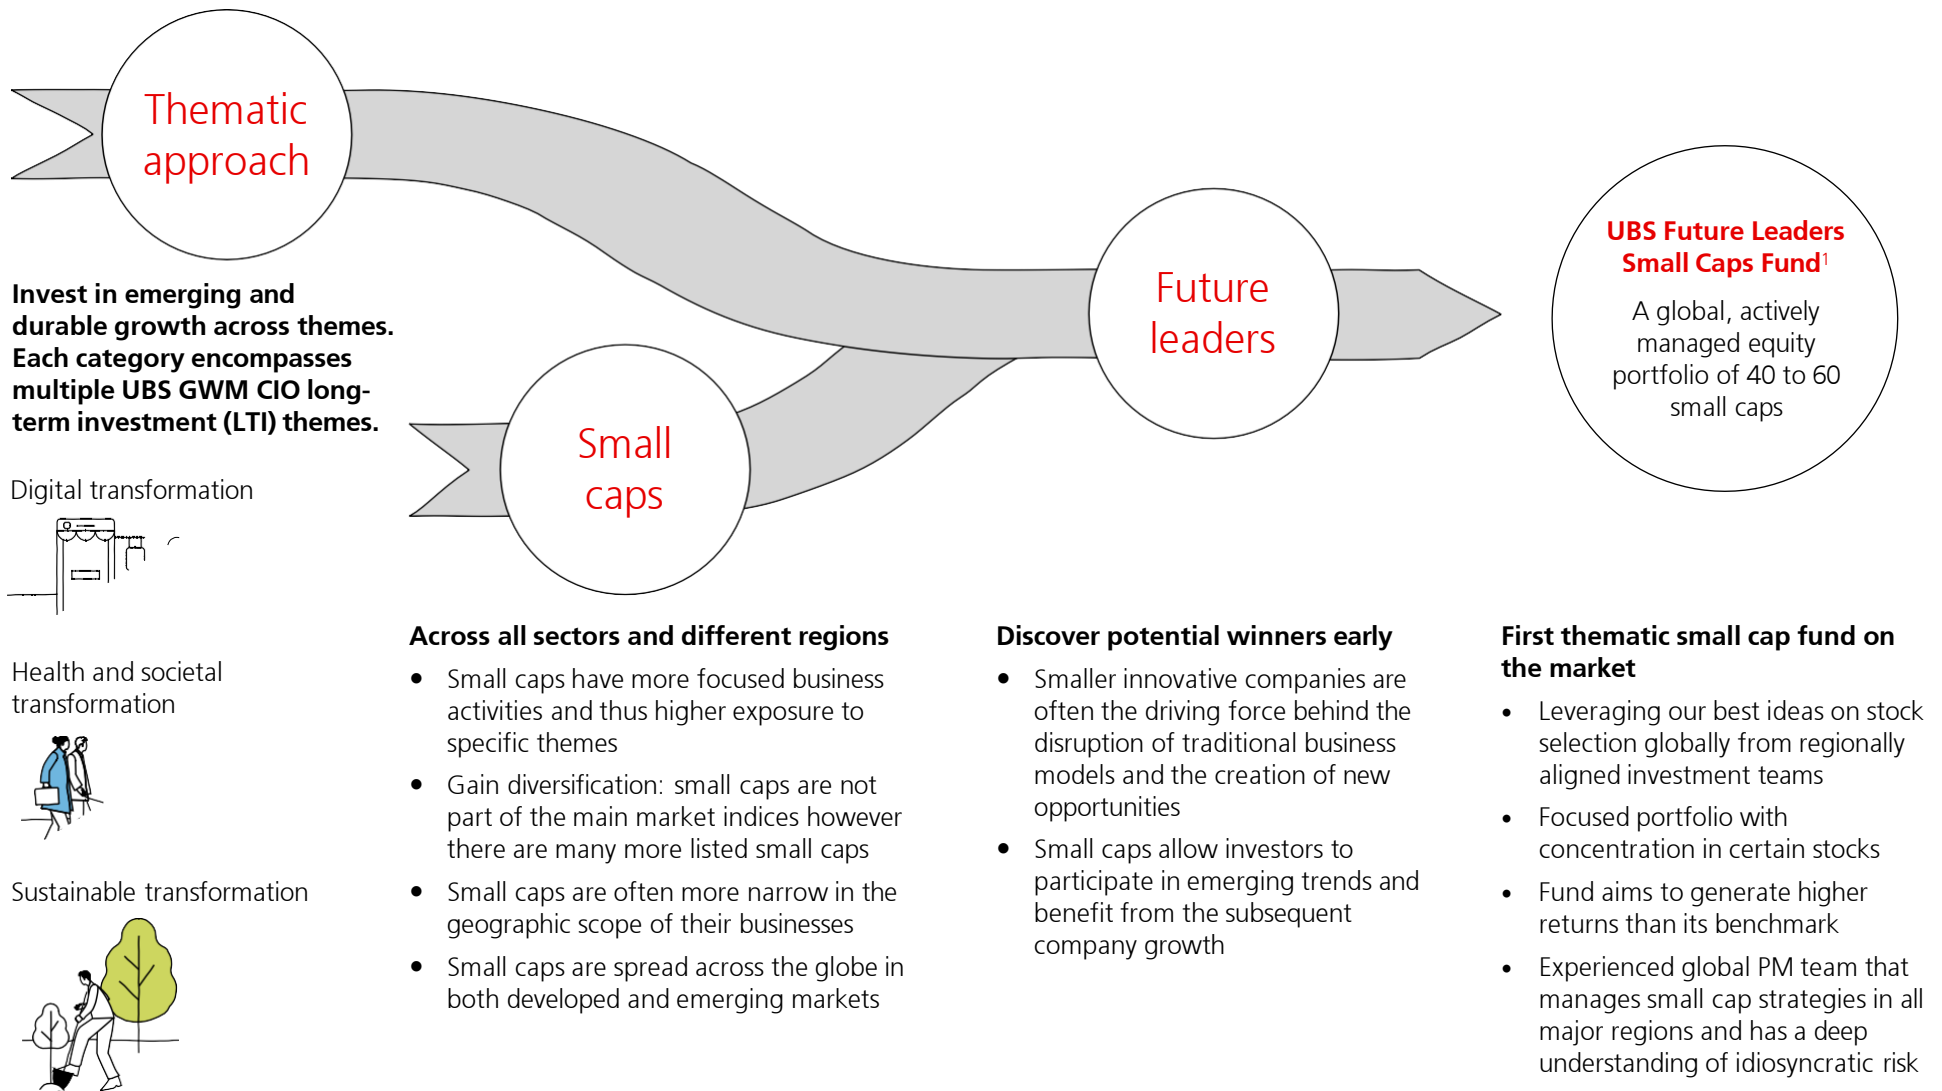 Thematic
approach
Invest in emerging and
durable growth across themes.
Each category encompasses
multiple UBS GWM CIO long-
term investment (LTI) themes.
Digital transformation
Health and societal
transformation
Sustainable transformation
Small
caps
Across all sectors and different regions
• Small caps have more focused business
activities and thus higher exposure to
specific themes
• Gain diversification: small caps are not
part of the main market indices however
there are many more listed small caps
• Small caps are often more narrow in the
geographic scope of their businesses
• Small caps are spread across the globe in
both developed and emerging markets
Future
leaders
Discover potential winners early
• Smaller innovative companies are
often the driving force behind the
disruption of traditional business
models and the creation of new
opportunities
• Small caps allow investors to
participate in emerging trends and
benefit from the subsequent
company growth
UBS Future Leaders
Small Caps Fund¹
A global, actively
managed equity
portfolio of 40 to 60
small caps
First thematic small cap fund on
the market
• Leveraging our best ideas on stock
selection globally from regionally
aligned investment teams
• Focused portfolio with
concentration in certain stocks
• Fund aims to generate higher
returns than its benchmark
• Experienced global PM team that
manages small cap strategies in all
major regions and has a deep
understanding of idiosyncratic risk